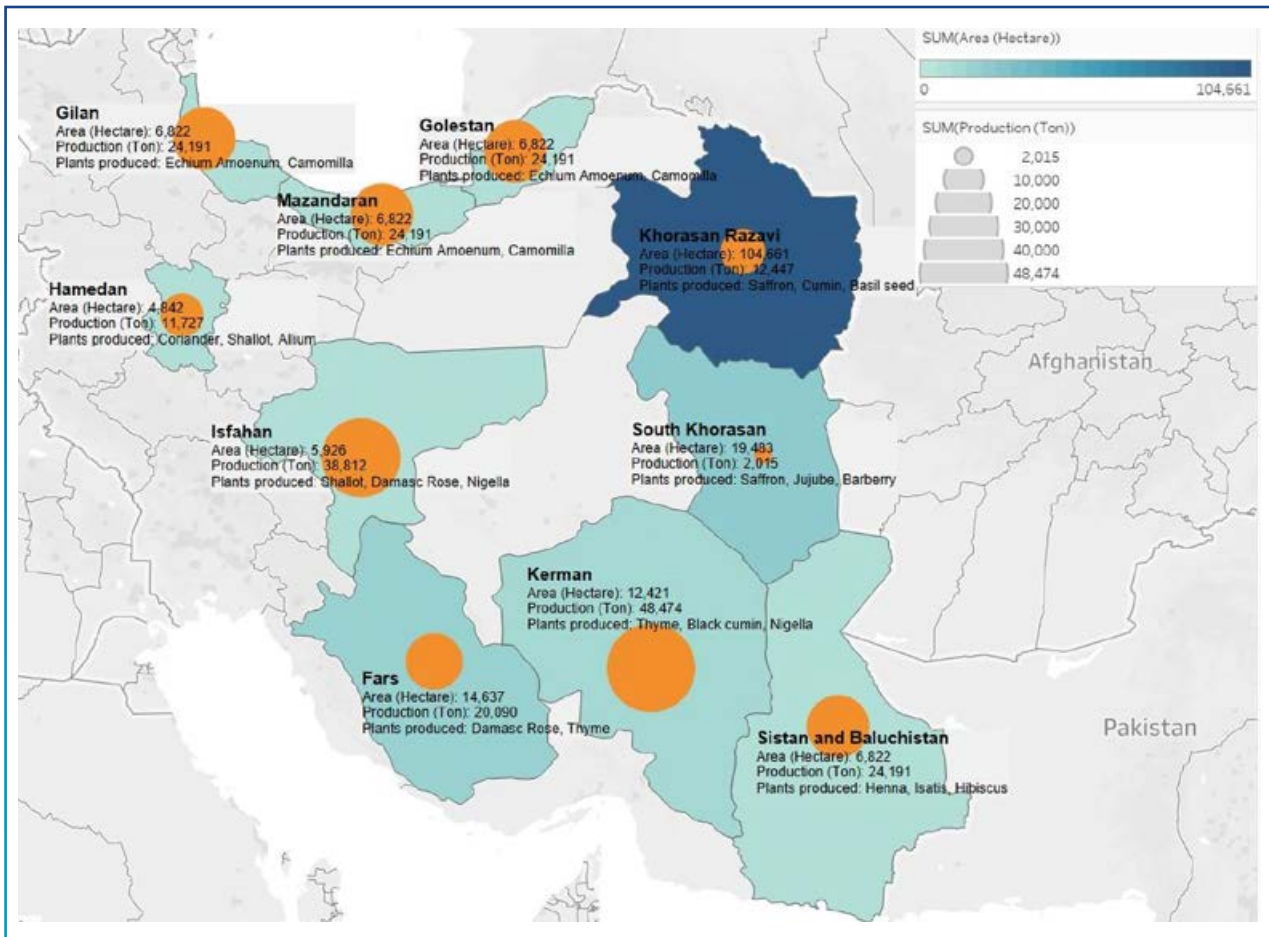 SUM(Area (Hectare))
0 104,661
SUM(Production (Ton))
2,015
10,000
20,000
30,000
40,000
48,474
Gilan
Area (Hectare): 6,822
Production (Ton): 24,191
Plants produced: Echium Amoenum, Camomilla
Golestan
Area (Hectare): 6,822
Production (Ton): 24,191
Plants produced: Echium Amoenum, Camomilla
Mazandaran
Area (Hectare): 6,822
Production (Ton): 24,191
Plants produced: Echium Amoenum, Camomilla
Khorasan Razavi
Area (Hectare): 104,661
Production (Ton): 12,447
Plants produced: Saffron, Cumin, Basil seed
Hamedan
Area (Hectare): 4,842
Production (Ton): 11,727
Plants produced: Coriander, Shallot, Allium
Afghanistan
Isfahan
Area (Hectare): 5,926
Production (Ton): 38,812
Plants produced: Shallot, Damasc Rose, Nigella
South Khorasan
Area (Hectare): 19,483
Production (Ton): 2,015
Plants produced: Saffron, Jujube, Barberry
Kerman
Area (Hectare): 12,421
Production (Ton): 48,474
Plants produced: Thyme, Black cumin, Nigella
Fars
Area (Hectare): 14,637
Production (Ton): 20,090
Plants produced: Damasc Rose, Thyme
Pakistan
Sistan and Baluchistan
Area (Hectare): 6,822
Production (Ton): 24,191
Plants produced: Henna, Isatis, Hibiscus